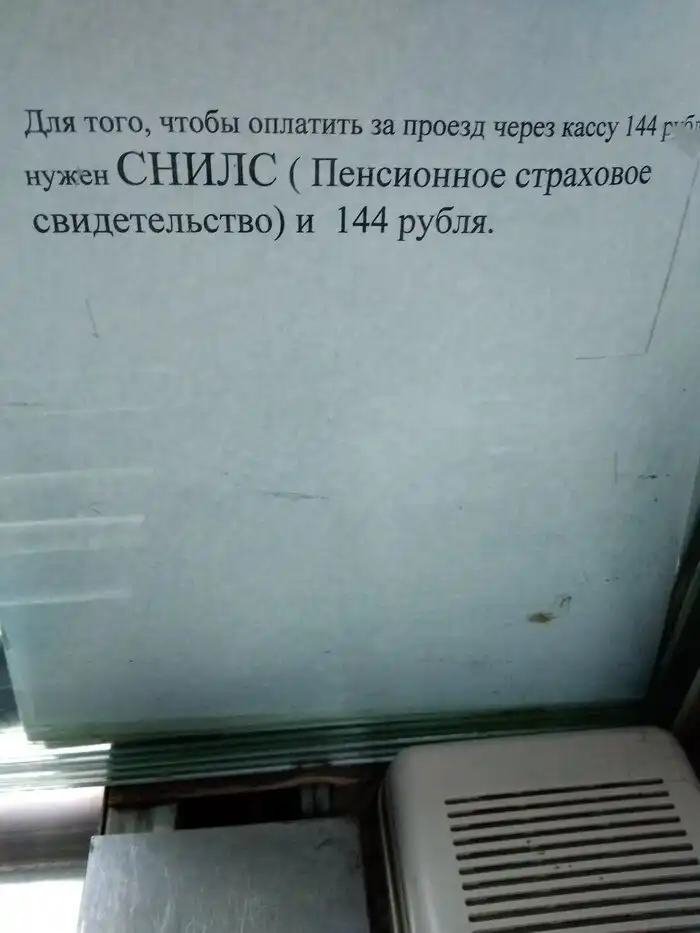 Для того, чтобы оплатить за проезд через кассу 144
нужен СНИЛС ( Пенсионное страховое
свидетельство) и 144 рубля.